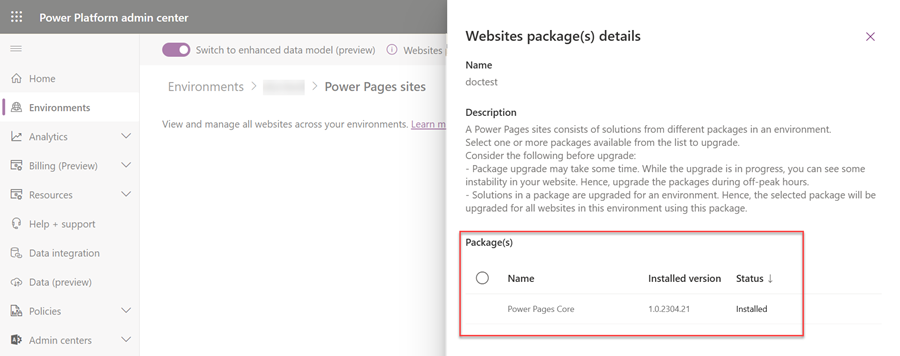 Power Platform admin center
Switch to enhanced data model (preview)
Websites
Home
Environments
Analytics
Billing (Preview)
Resources
Help + support
Data integration
Data (preview)
Policies
Admin centers
Environments > > Power Pages sites
View and manage all websites across your environments. Learn m
Websites package(s) details
Name
doctest
Description
A Power Pages sites consists of solutions from different packages in an environment.
Select one or more packages available from the list to upgrade.
Consider the following before upgrade:
- Package upgrade may take some time. While the upgrade is in progress, you can see some
instability in your website. Hence, upgrade the packages during off-peak hours.
- Solutions in a package are upgraded for an environment. Hence, the selected package will be
upgraded for all websites in this environment using this package.
Package(s)
Name Installed version Status ↓
Power Pages Core 1.0.2304.21 Installed